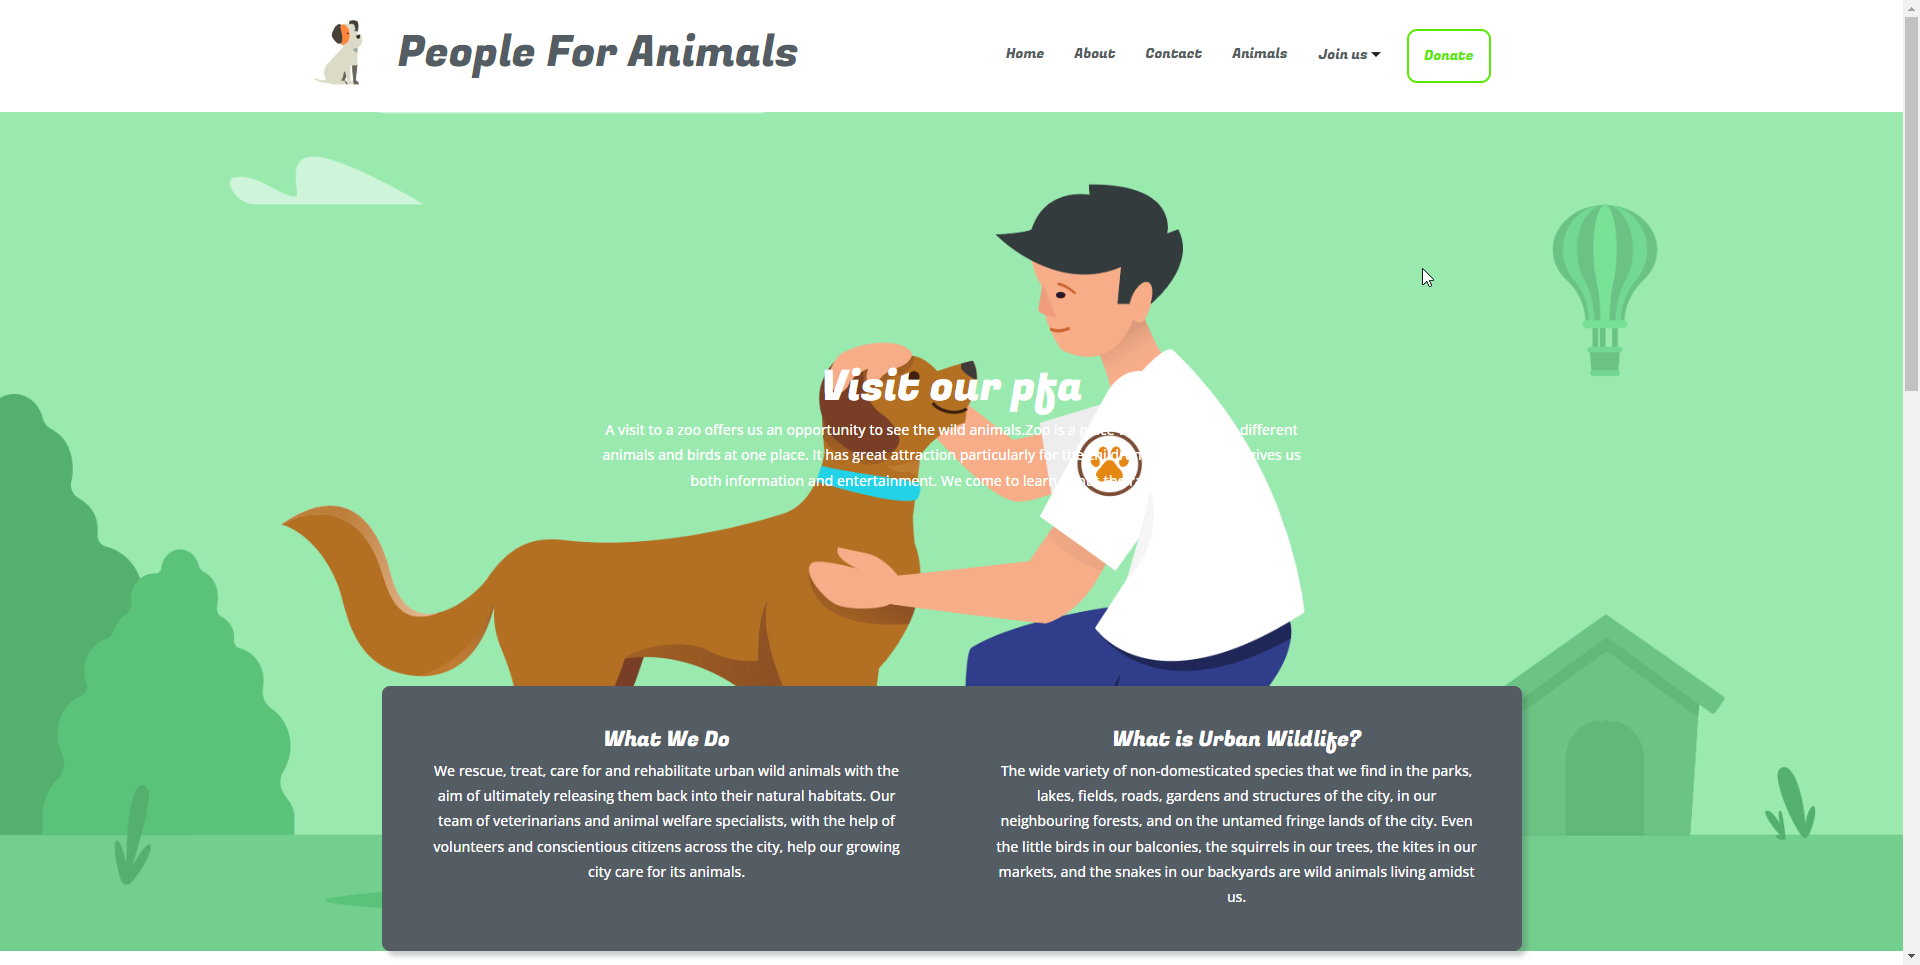 People For Animals
Home About Contact Animals Join us Donate
Visit our pfa
A visit to a zoo offers us an opportunity to see the wild animals.Zoo is a different
animals and birds at one place. It has great attraction particularly for the children gives us
both information and entertainment. We come to learn about the
What We Do
We rescue, treat, care for and rehabilitate urban wild animals with the
aim of ultimately releasing them back into their natural habitats. Our
team of veterinarians and animal welfare specialists, with the help of
volunteers and conscientious citizens across the city, help our growing
city care for its animals.
What is Urban Wildlife?
The wide variety of non-domesticated species that we find in the parks,
lakes, fields, roads, gardens and structures of the city, in our
neighbouring forests, and on the untamed fringe lands of the city. Even
the little birds in our balconies, the squirrels in our trees, the kites in our
markets, and the snakes in our backyards are wild animals living amidst
us.